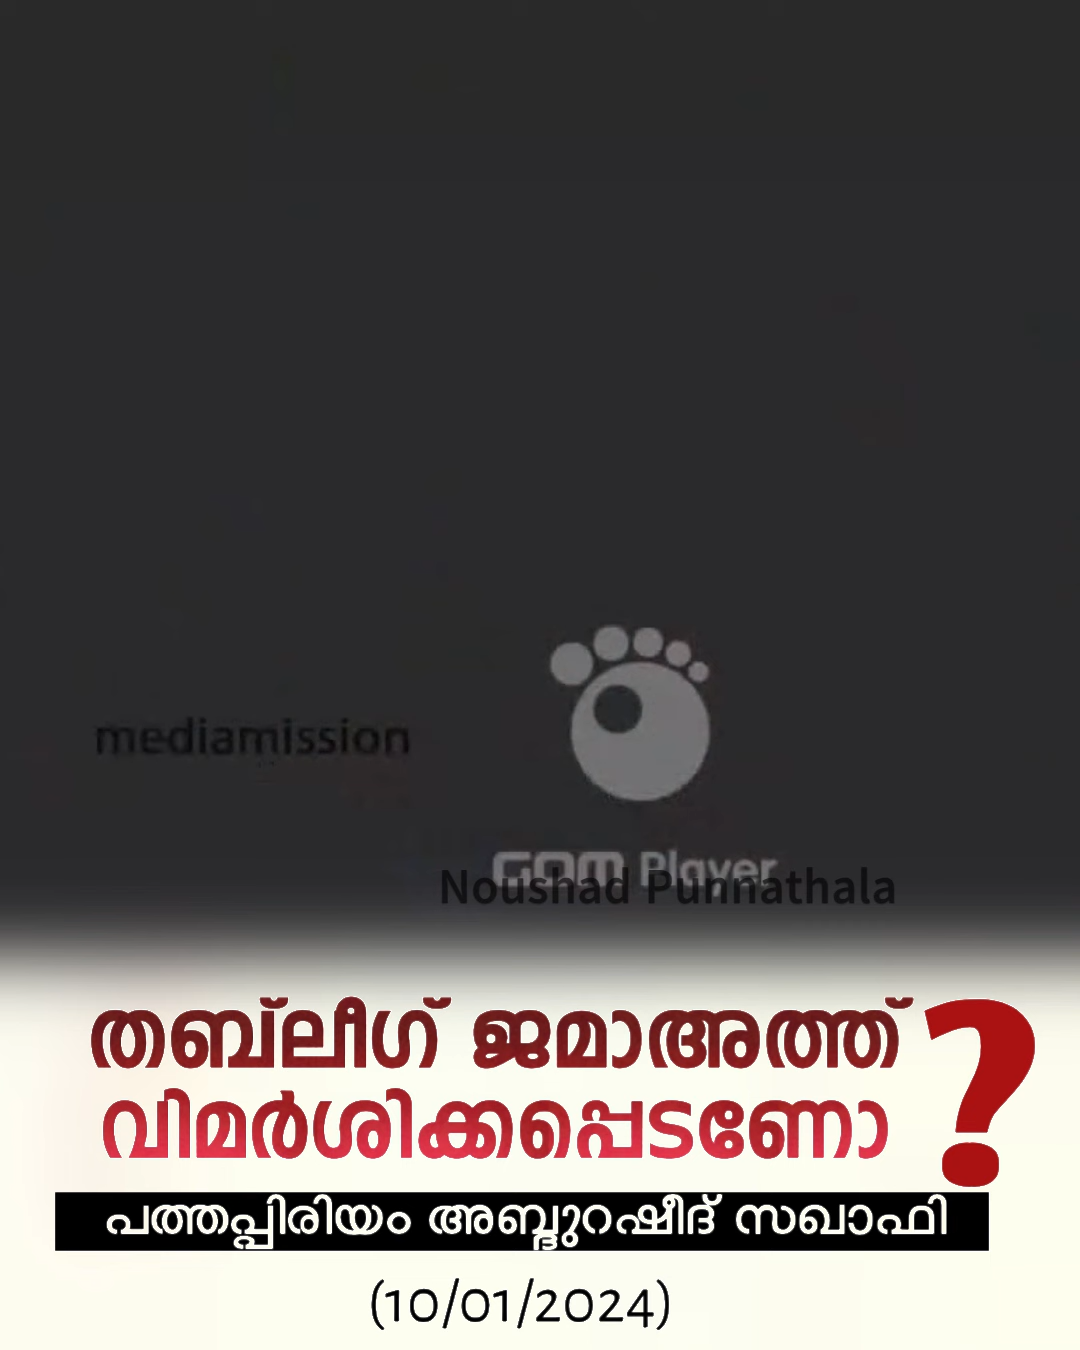 mediamission
GOM Player
Noushad Punnathala
തബ്ലീഗ് ജമാഅത്ത്
വിമർശിക്കപ്പെടണോ?
പത്തപ്പിരിയം അബ്ദുറഷീദ് സഖാഫി
(10/01/2024)